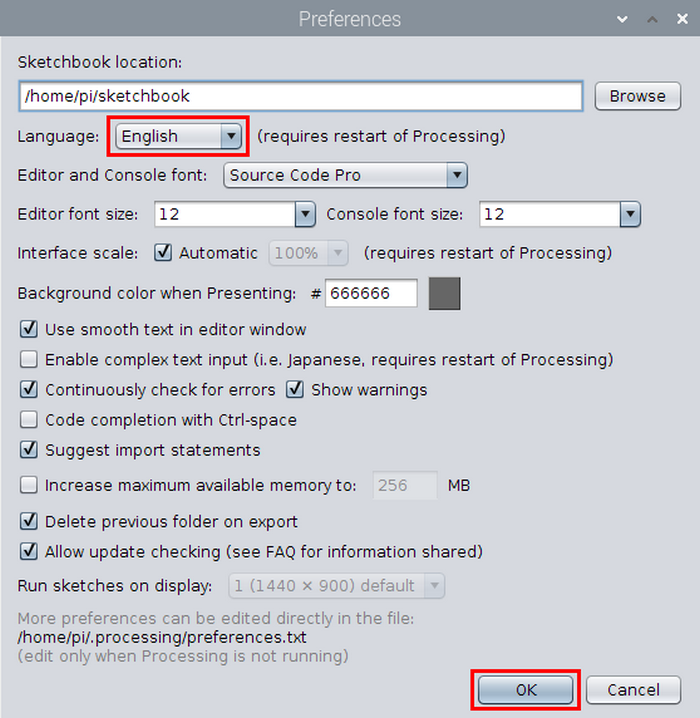 Preferences
Sketchbook location:
/home/pi/sketchbook Browse
Language: English (requires restart of Processing)
Editor and Console font: Source Code Pro
Editor font size: 12 Console font size: 12
Interface scale: Automatic 100% (requires restart of Processing)
Background color when Presenting: # 666666
Use smooth text in editor window
Enable complex text input (i.e. Japanese, requires restart of Processing)
Continuously check for errors Show warnings
Code completion with Ctrl-space
Suggest import statements
Increase maximum available memory to: 256 MB
Delete previous folder on export
Allow update checking (see FAQ for information shared)
Run sketches on display: 1 (1440 × 900) default
More preferences can be edited directly in the file:
/home/pi/.processing/preferences.txt
(edit only when Processing is not running)
OK Cancel